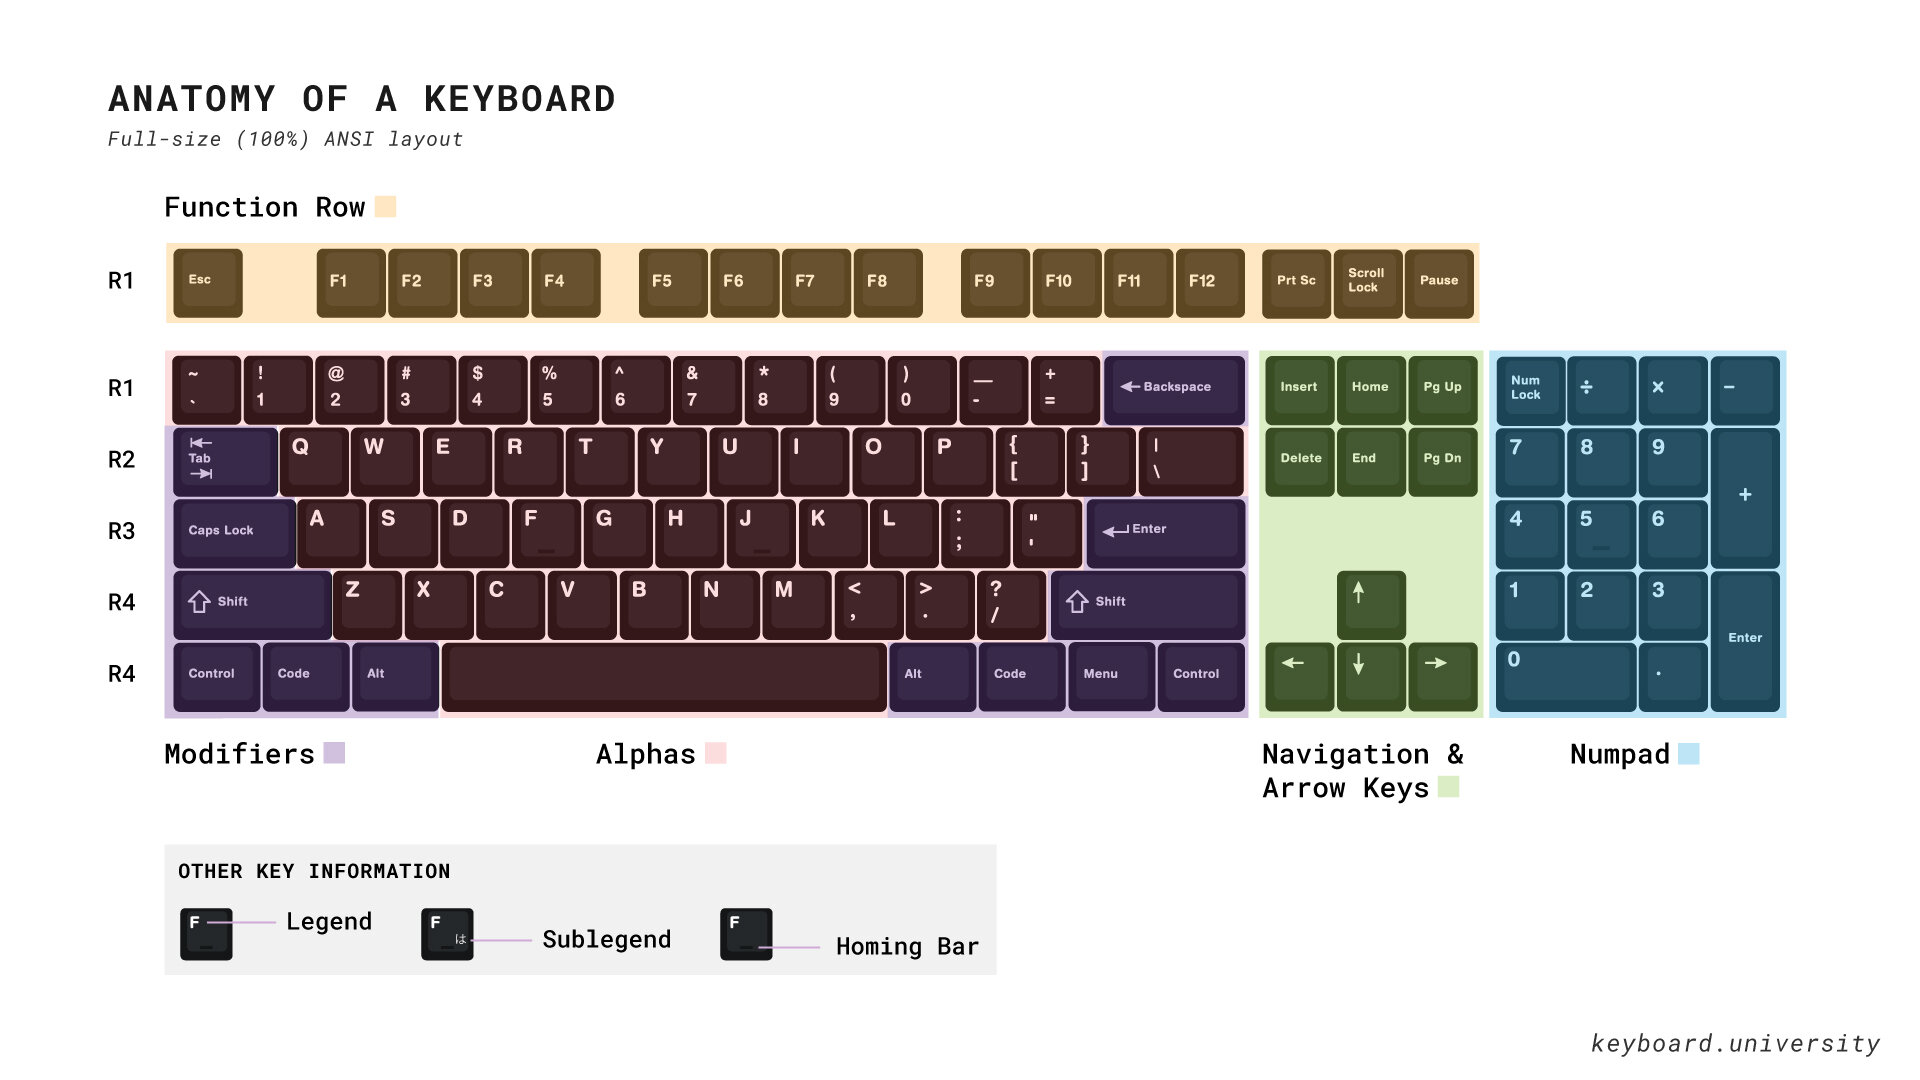 ANATOMY OF A KEYBOARD
Full-size (100%) ANSI layout
Function Row
R1 Esc F1 F2 F3 F4 F5 F6 F7 F8 F9 F10 F11 F12 Prt Sc Scroll Lock Pause
R1 ~ ` ! 1 @ 2 # 3 $ 4 % 5 ^ 6 & 7 * 8 ( 9 ) 0 — - + = ← Backspace Insert Home Pg Up Num Lock ÷ × −
R2 ⇤ Tab ⇥ Q W E R T Y U I O P { [ } ] | \ Delete End Pg Dn 7 8 9 +
R3 Caps Lock A S D F G H J K L : ; " ' ↵ Enter 4 5 6
R4 ⇧ Shift Z X C V B N M < , > . ? / ⇧ Shift ↑ 1 2 3 Enter
R4 Control Code Alt Alt Code Menu Control ← ↓ → 0 .
Modifiers Alphas Navigation & Numpad
Arrow Keys
OTHER KEY INFORMATION
F Legend F は Sublegend F Homing Bar
keyboard.university